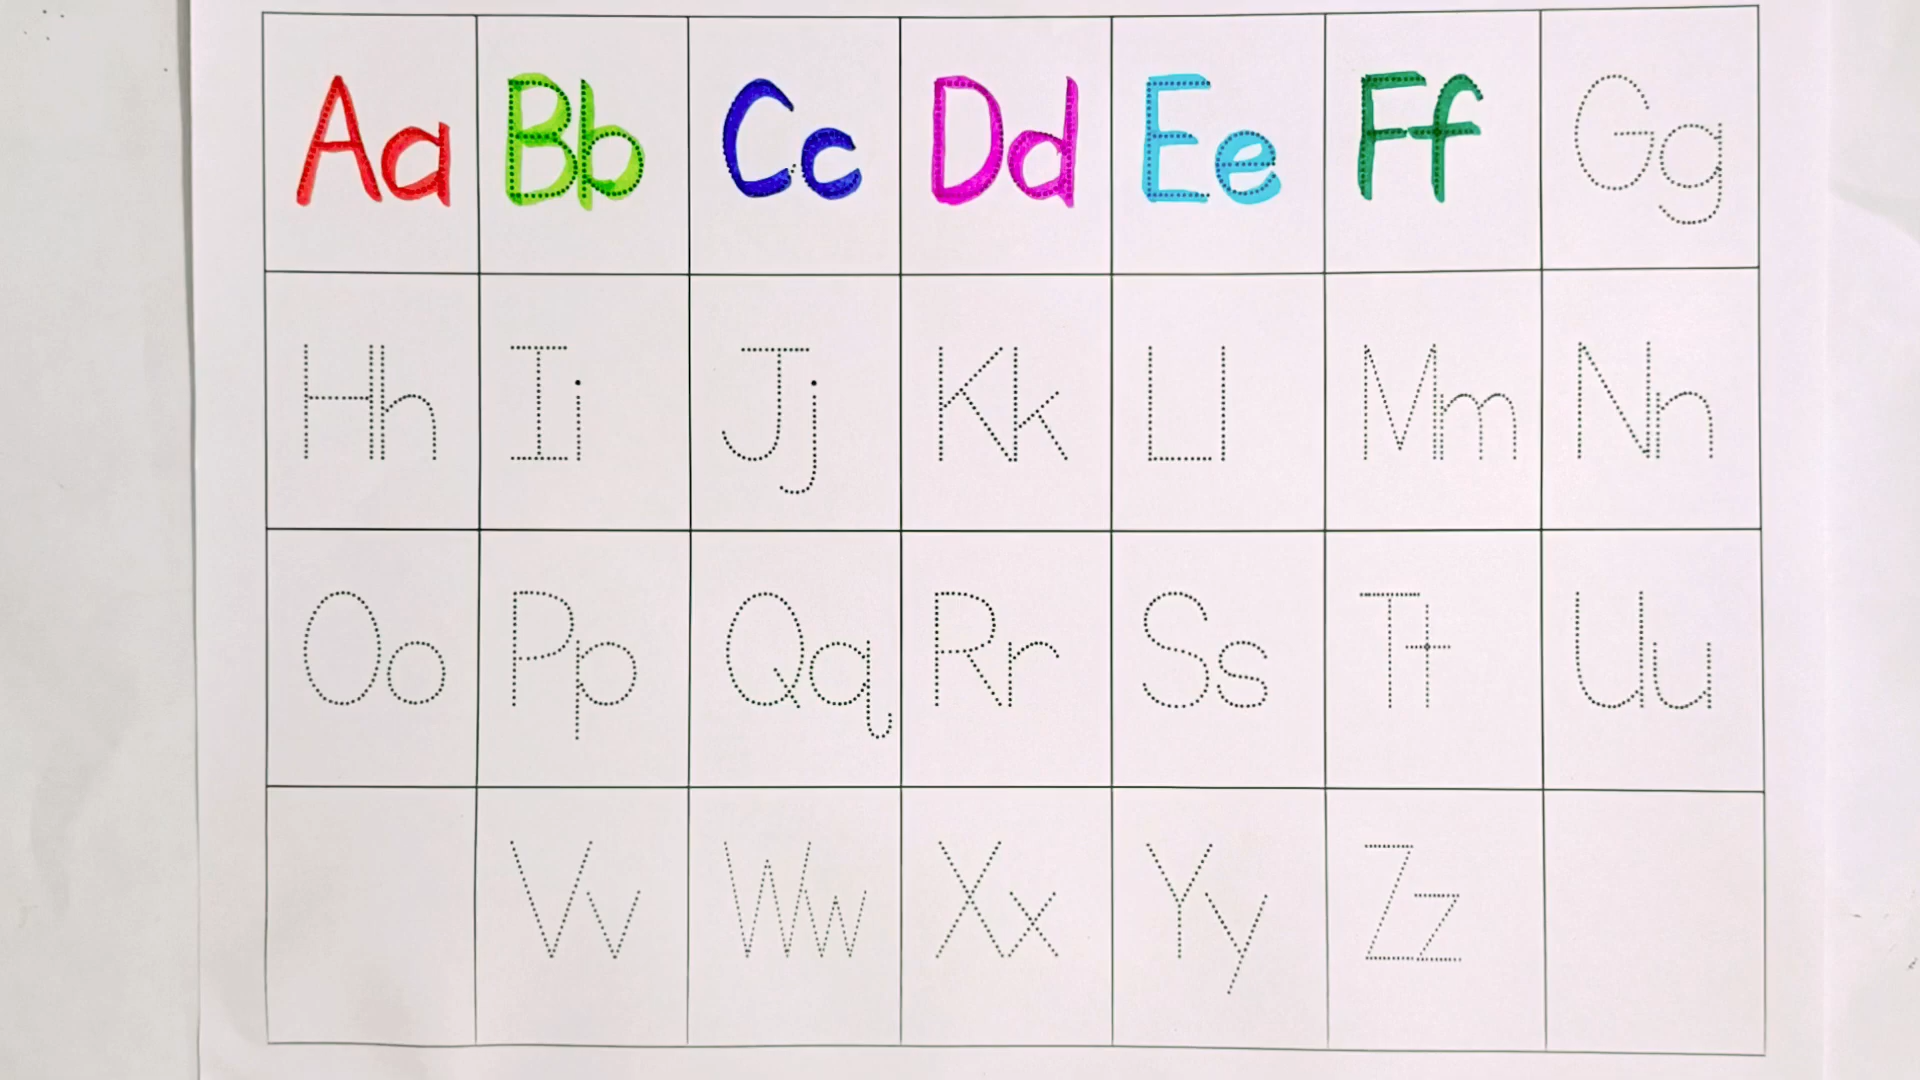 Aa Bb Cc Dd Ee Ff Gg
Hh Ii Jj Kk Ll Mm Nn
Oo Pp Qq Rr Ss Tt Uu
Vv Ww Xx Yy Zz